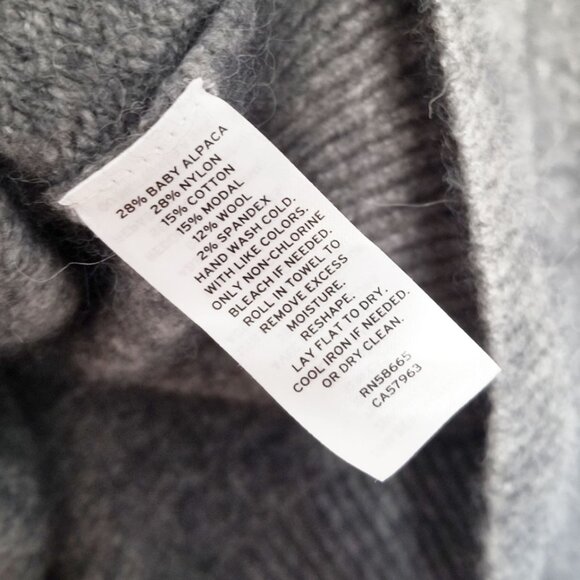 28% BABY ALPACA
28% NYLON
15% COTTON
15% MODAL
12% WOOL
2% SPANDEX
HAND WASH COLD.
WITH LIKE COLORS.
ONLY NON-CHLORINE
BLEACH IF NEEDED.
ROLL IN TOWEL TO
REMOVE EXCESS
MOISTURE.
RESHAPE.
LAY FLAT TO DRY.
COOL IRON IF NEEDED.
OR DRY CLEAN.
RN58665
CA57963